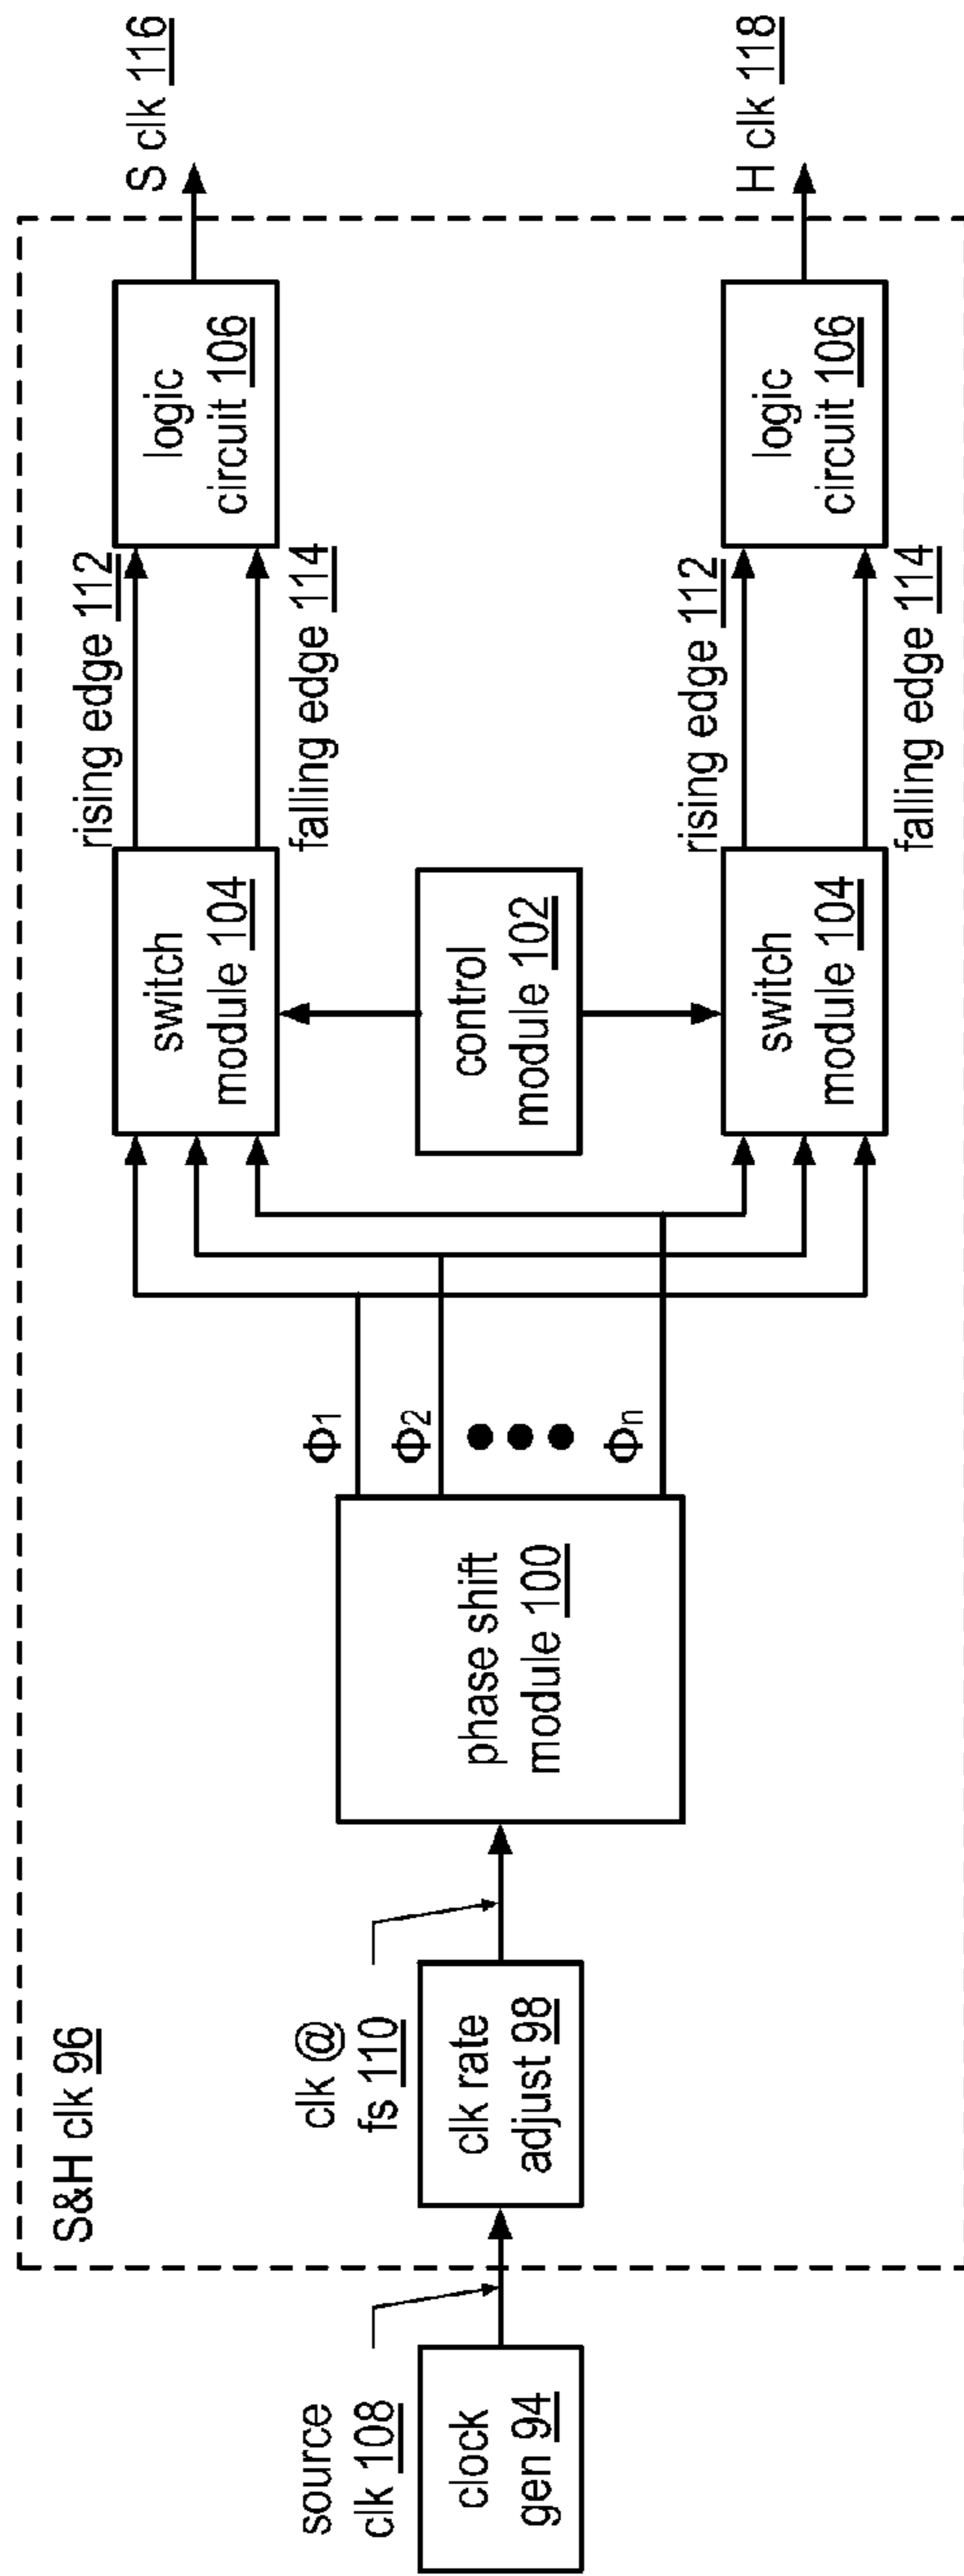 S&H clk 96
source
clk 108
clock
gen 94
clk @
fs 110
clk rate
adjust 98
phase shift
module 100
Φ1
Φ2
Φn
switch
module 104
control
module 102
switch
module 104
rising edge 112
falling edge 114
rising edge 112
falling edge 114
logic
circuit 106
logic
circuit 106
S clk 116
H clk 118